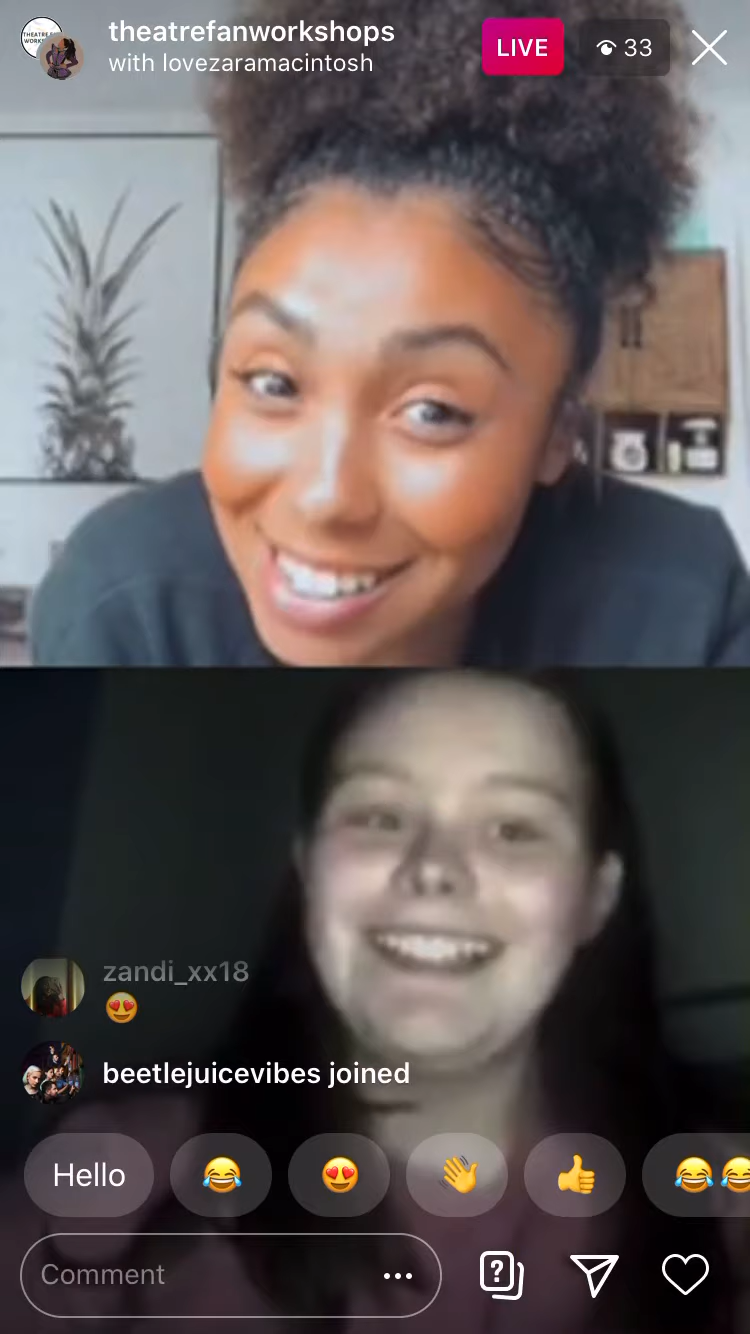 theatrefanworkshops
with lovezaramacintosh
LIVE
33
zandi_xx18
😍
beetlejuicevibes joined
Hello 😂 😍 👋 👍 😂😂
Comment